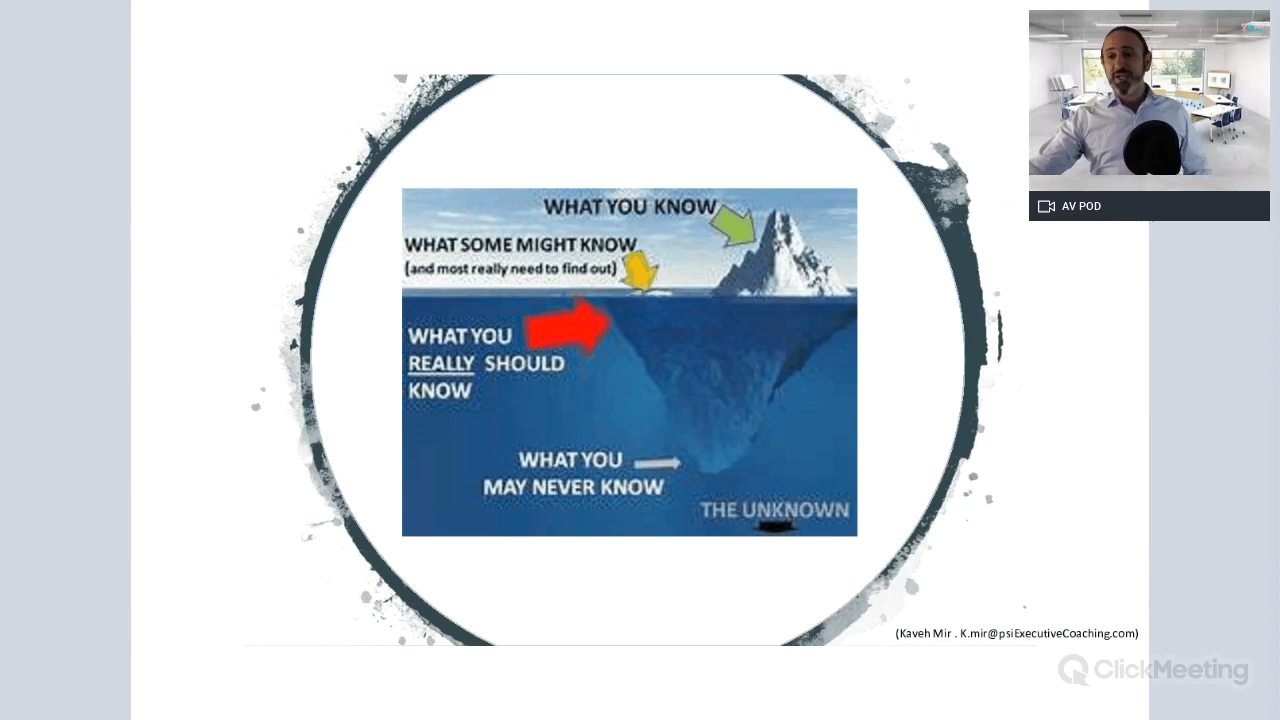 WHAT YOU KNOW
WHAT SOME MIGHT KNOW
(and most really need to find out)
WHAT YOU
REALLY SHOULD
KNOW
WHAT YOU
MAY NEVER KNOW
THE UNKNOWN
(Kaveh Mir . K.mir@psiExecutiveCoaching.com)
AV POD
ClickMeeting